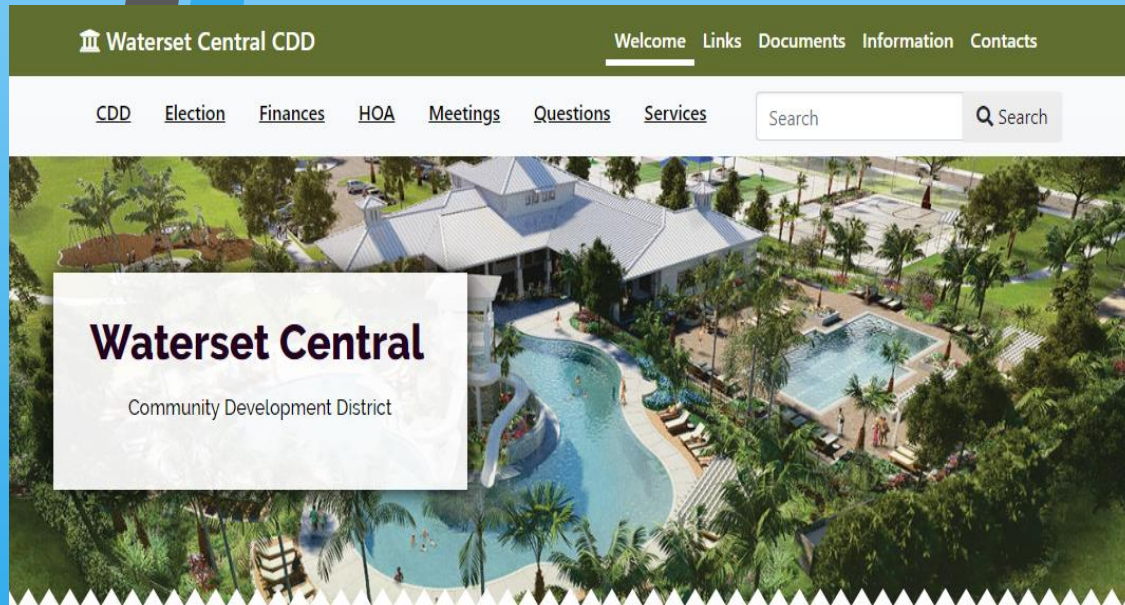 Waterset Central CDD
Welcome Links Documents Information Contacts
CDD Election Finances HOA Meetings Questions Services Search Search
Waterset Central
Community Development District